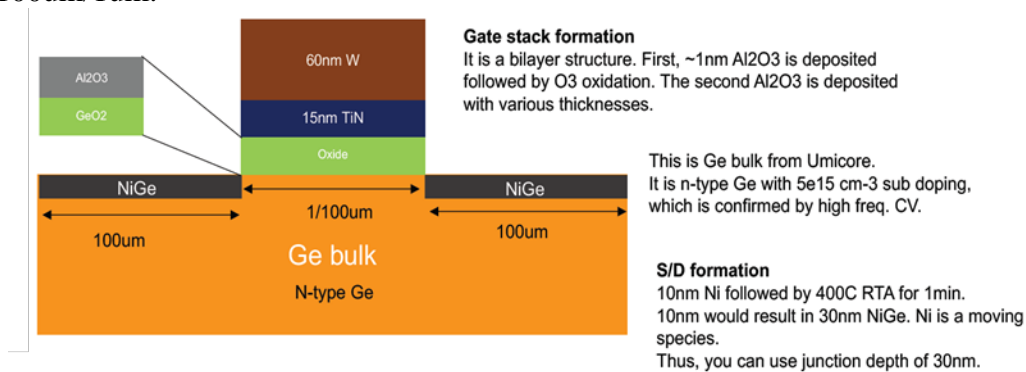 Gate stack formation
It is a bilayer structure. First, ~1nm Al2O3 is deposited
followed by O3 oxidation. The second Al2O3 is deposited
with various thicknesses.
60nm W
Al2O3
15nm TiN
GeO2
Oxide
This is Ge bulk from Umicore.
It is n-type Ge with 5e15 cm-3 sub doping,
which is confirmed by high freq. CV.
NiGe
NiGe
1/100um
100um
100um
Ge bulk
N-type Ge
S/D formation
10nm Ni followed by 400C RTA for 1min.
10nm would result in 30nm NiGe. Ni is a moving
species.
Thus, you can use junction depth of 30nm.